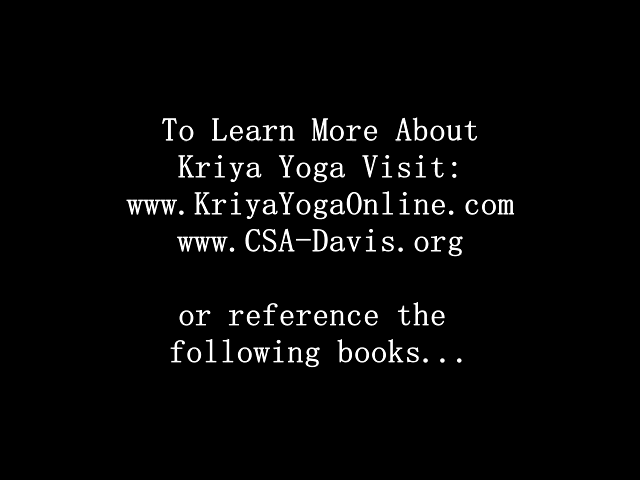 To Learn More About
Kriya Yoga Visit:
www.KriyaYogaOnline.com
www.CSA-Davis.org
or reference the
following books...